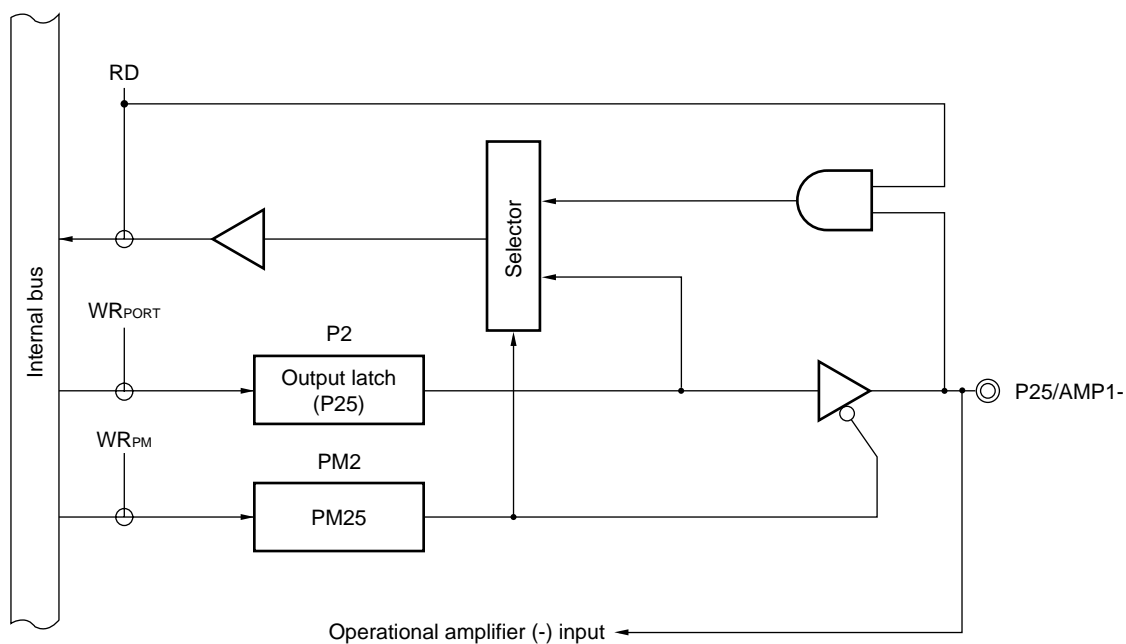 RD
Internal bus
Selector
WRPORT
P2
Output latch
(P25)
P25/AMP1-
WRPM
PM2
PM25
Operational amplifier (-) input